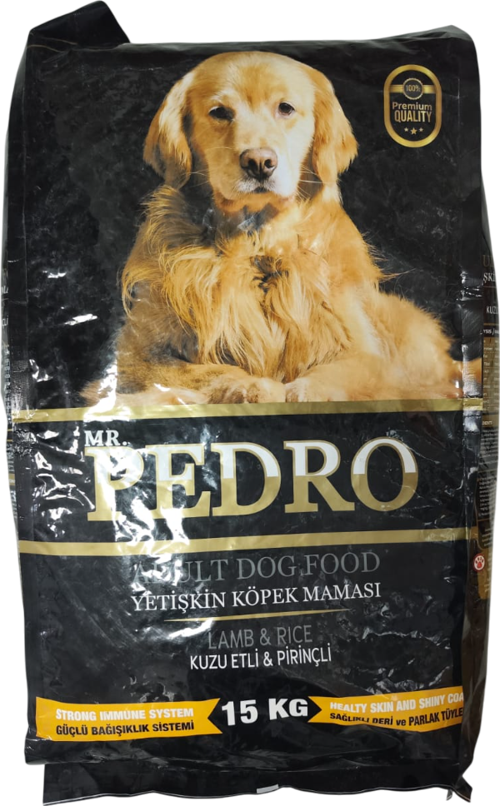 100%
Premium
QUALITY
MR.
PEDRO
ADULT DOG FOOD
YETİŞKİN KÖPEK MAMASI
LAMB & RICE
KUZU ETLİ & PİRİNÇLİ
STRONG IMMUNE SYSTEM
GÜÇLÜ BAĞIŞIKLIK SİSTEMİ
15 KG
HEALTY SKIN AND SHINY COA
SAĞLIKLI DERİ ve PARLAK TÜYLE